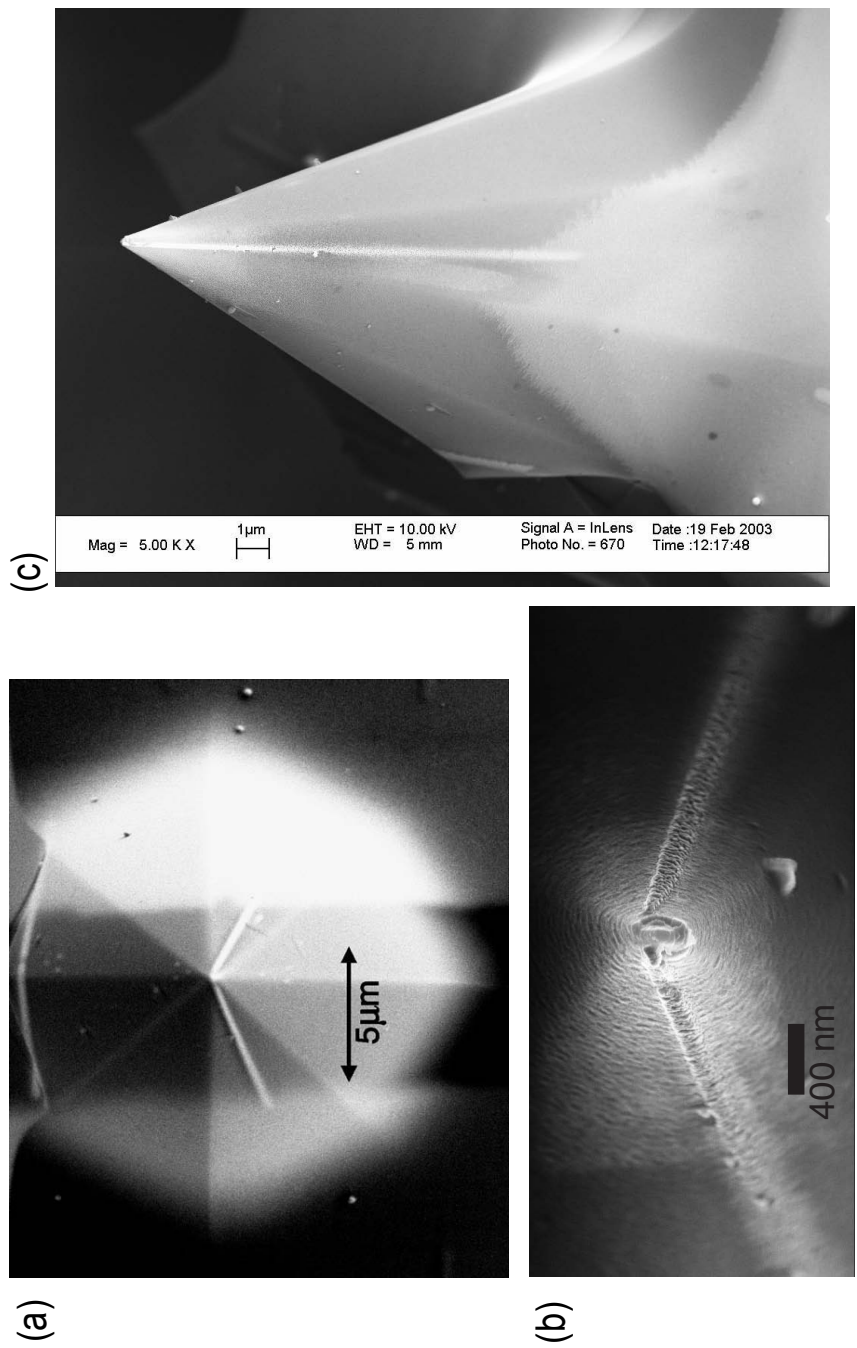 (c)
Mag = 5.00 K X
1µm
EHT = 10.00 kV
WD = 5 mm
Signal A = InLens
Photo No. = 670
Date :19 Feb 2003
Time :12:17:48
(a)
5µm
(b)
400 nm